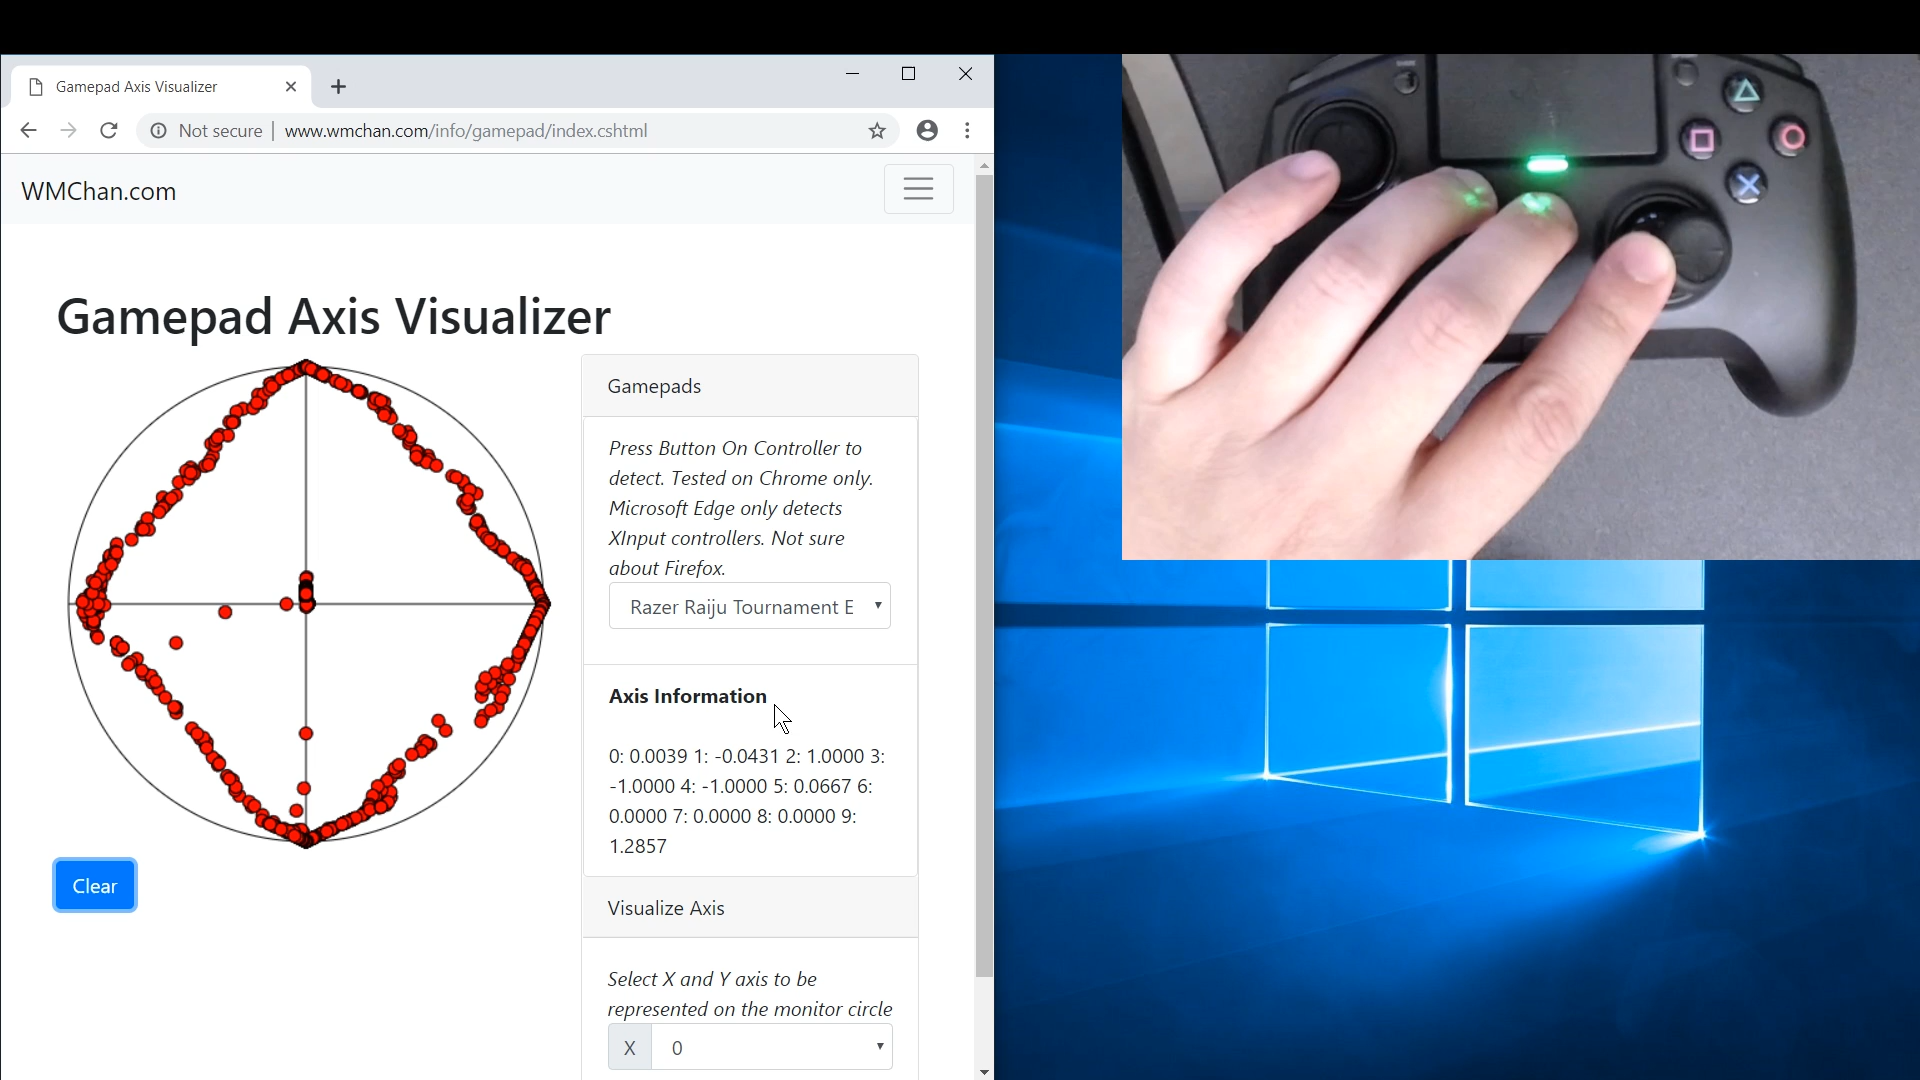 Gamepad Axis Visualizer
Not secure | www.wmchan.com/info/gamepad/index.cshtml
WMChan.com
Gamepad Axis Visualizer
Gamepads
Press Button On Controller to
detect. Tested on Chrome only.
Microsoft Edge only detects
XInput controllers. Not sure
about Firefox.
Razer Raiju Tournament E
Axis Information
0: 0.0039 1: -0.0431 2: 1.0000 3:
-1.0000 4: -1.0000 5: 0.0667 6:
0.0000 7: 0.0000 8: 0.0000 9:
1.2857
Clear
Visualize Axis
Select X and Y axis to be
represented on the monitor circle
X 0
SHARE